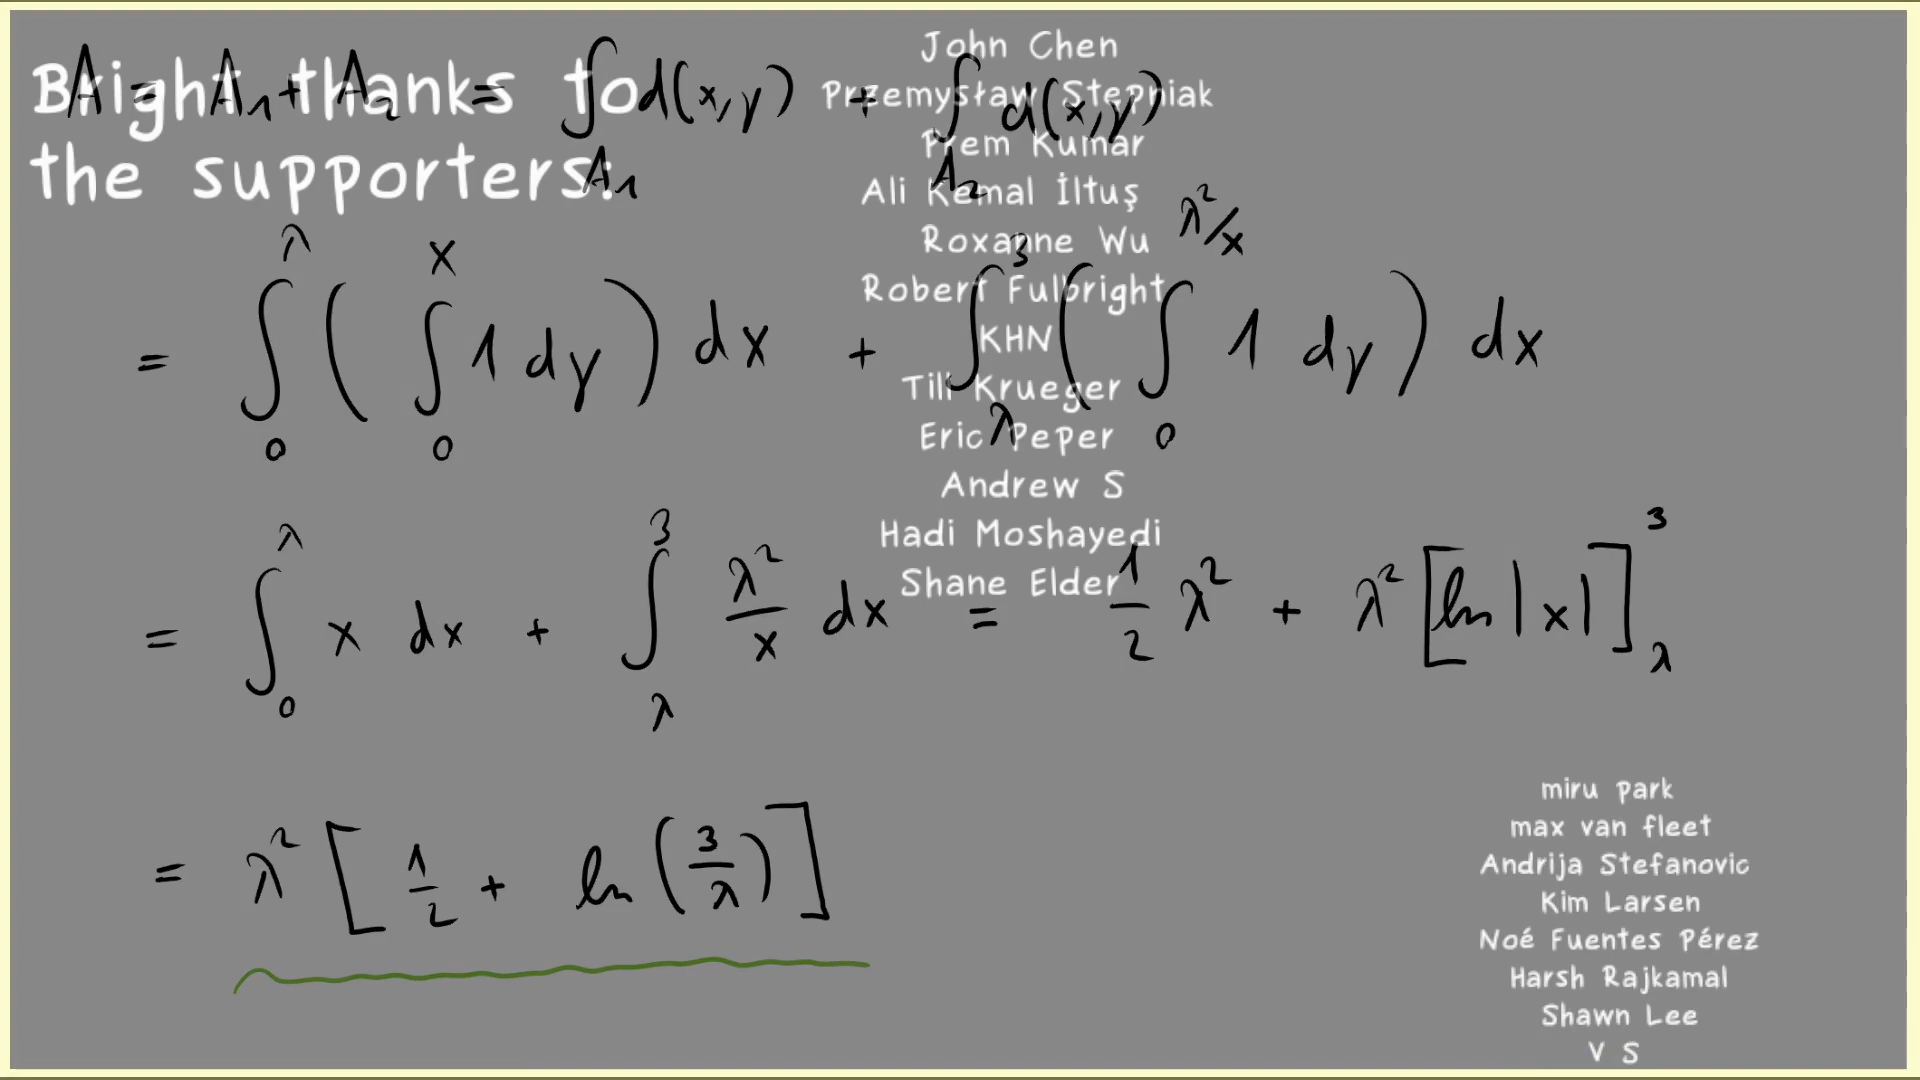 Bright thanks to
the supporters:
A = A₁ + A₂ = ∫_{A₁} d(x,y) + ∫_{A₂} d(x,y)
= ∫_0^λ ( ∫_0^x 1 dy ) dx + ∫_λ^3 ( ∫_0^{λ²/x} 1 dy ) dx
= ∫_0^λ x dx + ∫_λ^3 λ²/x dx = 1/2 λ² + λ² [ln |x|]_λ^3
= λ² [ 1/2 + ln (3/λ) ]
John Chen
Przemysław Stępniak
Prem Kumar
Ali Kemal İltuş
Roxanne Wu
Robert Fulbright
KHN
Till Krueger
Eric Peper
Andrew S
Hadi Moshayedi
Shane Elder
miru park
max van fleet
Andrija Stefanovic
Kim Larsen
Noé Fuentes Pérez
Harsh Rajkamal
Shawn Lee
V S